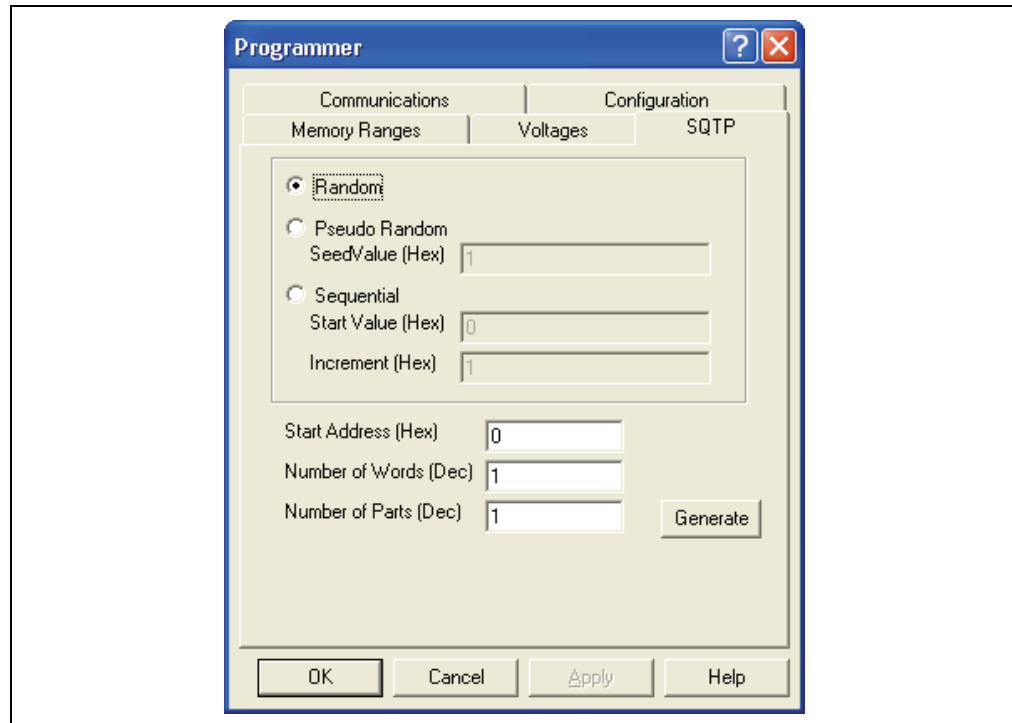 Programmer
Communications Configuration
Memory Ranges Voltages SQTP
Random
Pseudo Random
SeedValue (Hex) 1
Sequential
Start Value (Hex) 0
Increment (Hex) 1
Start Address (Hex) 0
Number of Words (Dec) 1
Number of Parts (Dec) 1
Generate
OK Cancel Apply Help